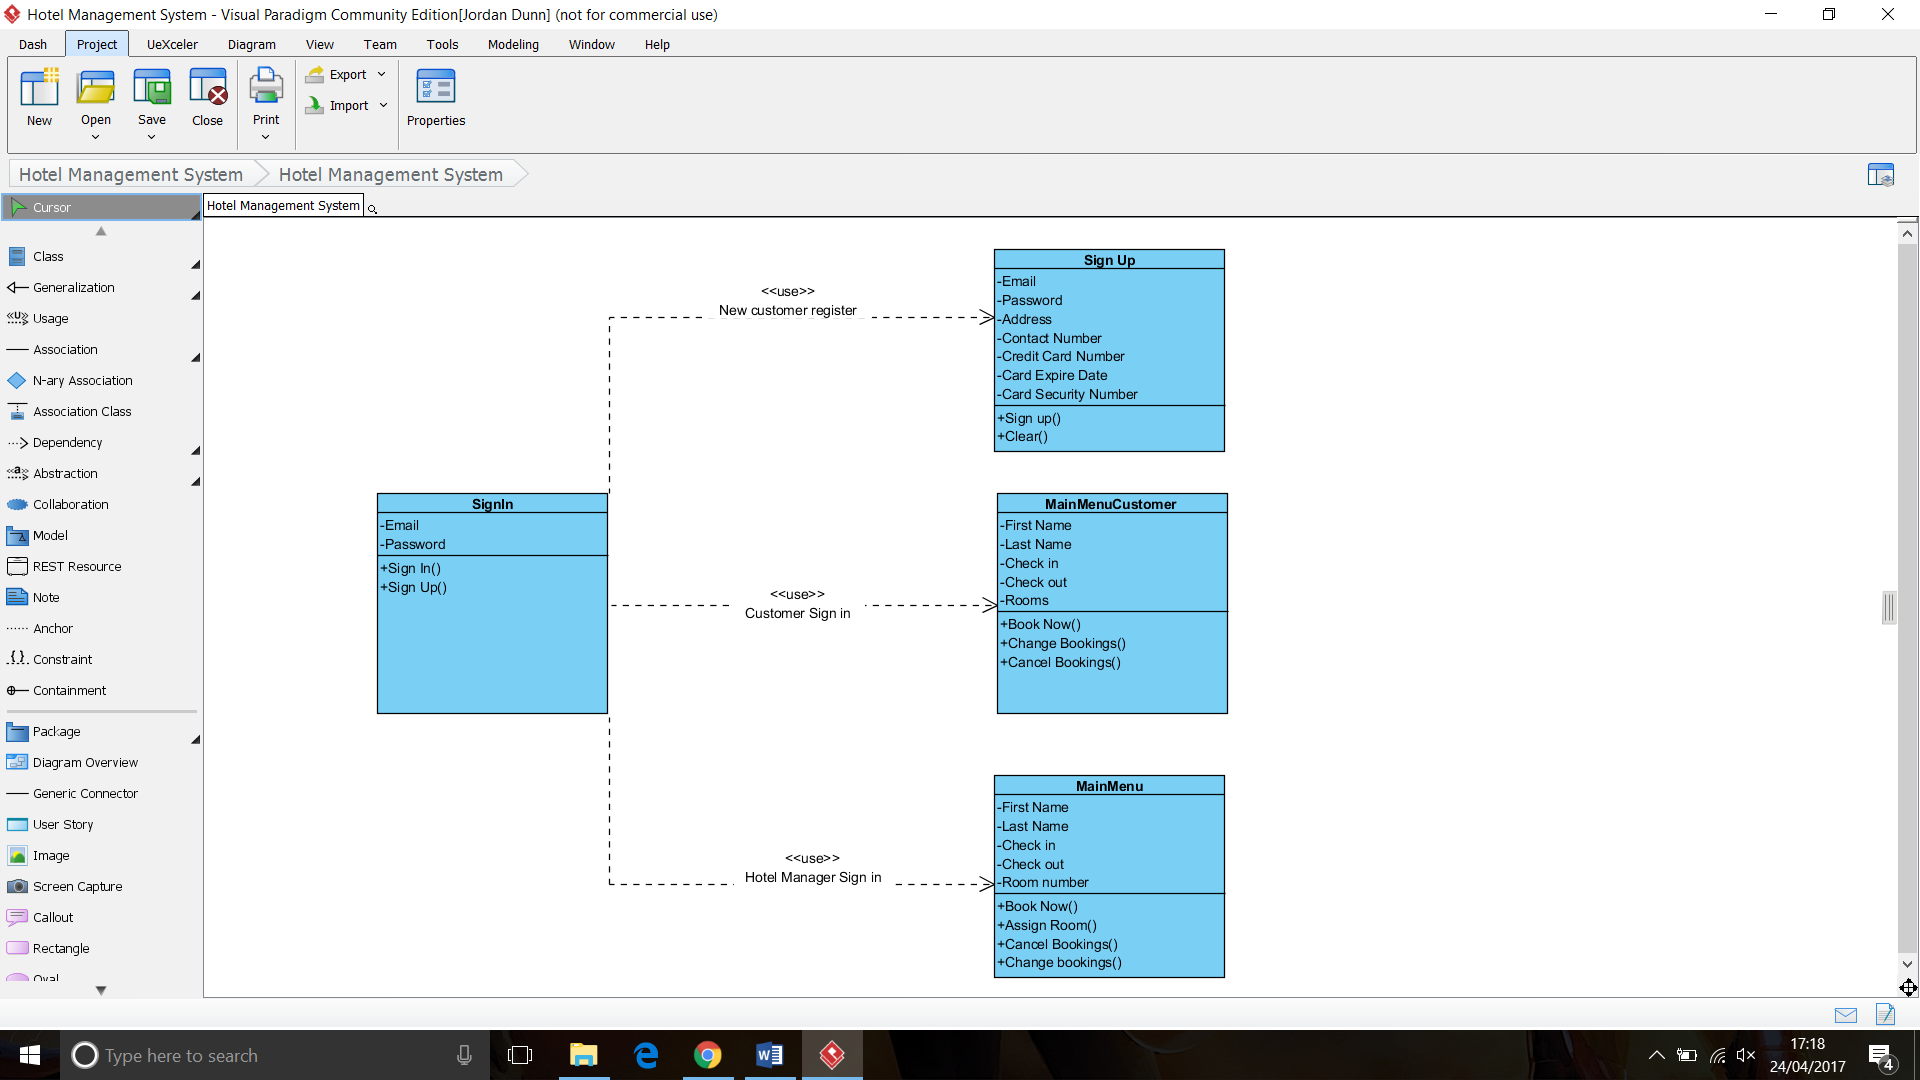 Hotel Management System - Visual Paradigm Community Edition[Jordan Dunn] (not for commercial use)
Dash Project UeXceler Diagram View Team Tools Modeling Window Help
New Open Save Close Print Export Import Properties
Hotel Management System Hotel Management System
Cursor
Hotel Management System
Class
Generalization
Usage
Association
N-ary Association
Association Class
Dependency
Abstraction
Collaboration
Model
REST Resource
Note
Anchor
Constraint
Containment
Package
Diagram Overview
Generic Connector
User Story
Image
Screen Capture
Callout
Rectangle
Oval
<<use>>
New customer register
Sign Up
-Email
-Password
-Address
-Contact Number
-Credit Card Number
-Card Expire Date
-Card Security Number
+Sign up()
+Clear()
SignIn
-Email
-Password
+Sign In()
+Sign Up()
<<use>>
Customer Sign in
MainMenuCustomer
-First Name
-Last Name
-Check in
-Check out
-Rooms
+Book Now()
+Change Bookings()
+Cancel Bookings()
<<use>>
Hotel Manager Sign in
MainMenu
-First Name
-Last Name
-Check in
-Check out
-Room number
+Book Now()
+Assign Room()
+Cancel Bookings()
+Change bookings()
Type here to search
17:18
24/04/2017
4